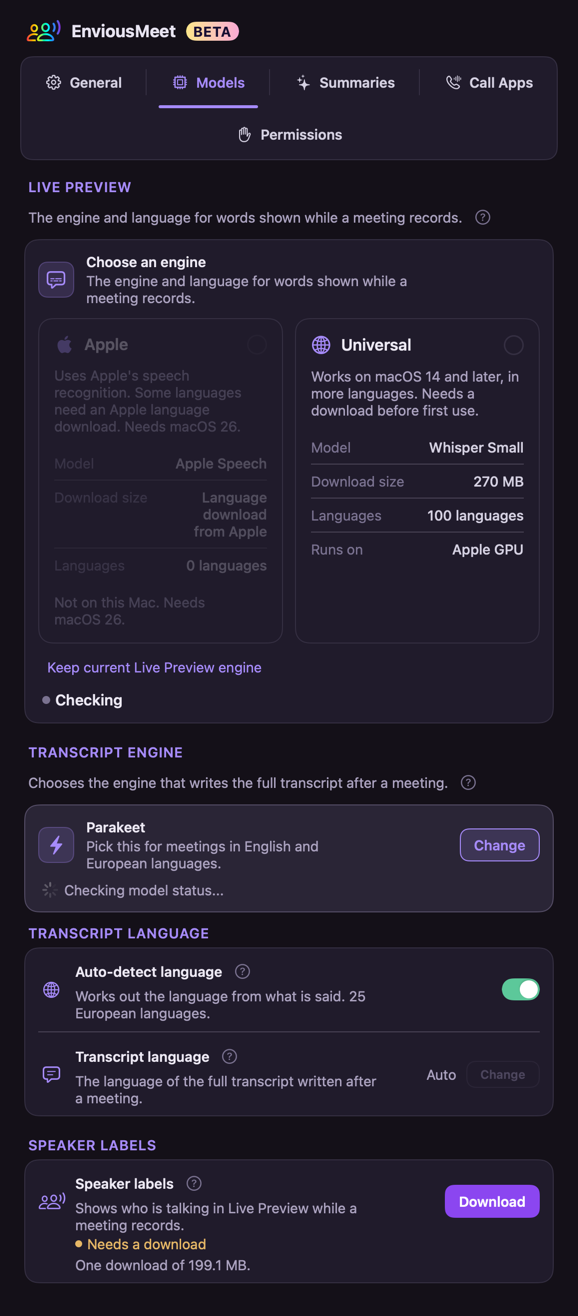 EnviousMeet BETA
General
Models
Summaries
Call Apps
Permissions
LIVE PREVIEW
The engine and language for words shown while a meeting records. ?
Choose an engine
The engine and language for words shown while a
meeting records.
Apple
Uses Apple's speech
recognition. Some languages
need an Apple language
download. Needs macOS 26.
Model Apple Speech
Download size Language
download
from Apple
Languages 0 languages
Not on this Mac. Needs
macOS 26.
Universal
Works on macOS 14 and later, in
more languages. Needs a
download before first use.
Model Whisper Small
Download size 270 MB
Languages 100 languages
Runs on Apple GPU
Keep current Live Preview engine
Checking
TRANSCRIPT ENGINE
Chooses the engine that writes the full transcript after a meeting. ?
Parakeet
Pick this for meetings in English and
European languages.
Change
Checking model status...
TRANSCRIPT LANGUAGE
Auto-detect language ?
Works out the language from what is said. 25
European languages.
Transcript language ?
The language of the full transcript written after
a meeting.
Auto Change
SPEAKER LABELS
Speaker labels ?
Shows who is talking in Live Preview while a
meeting records.
Needs a download
One download of 199.1 MB.
Download